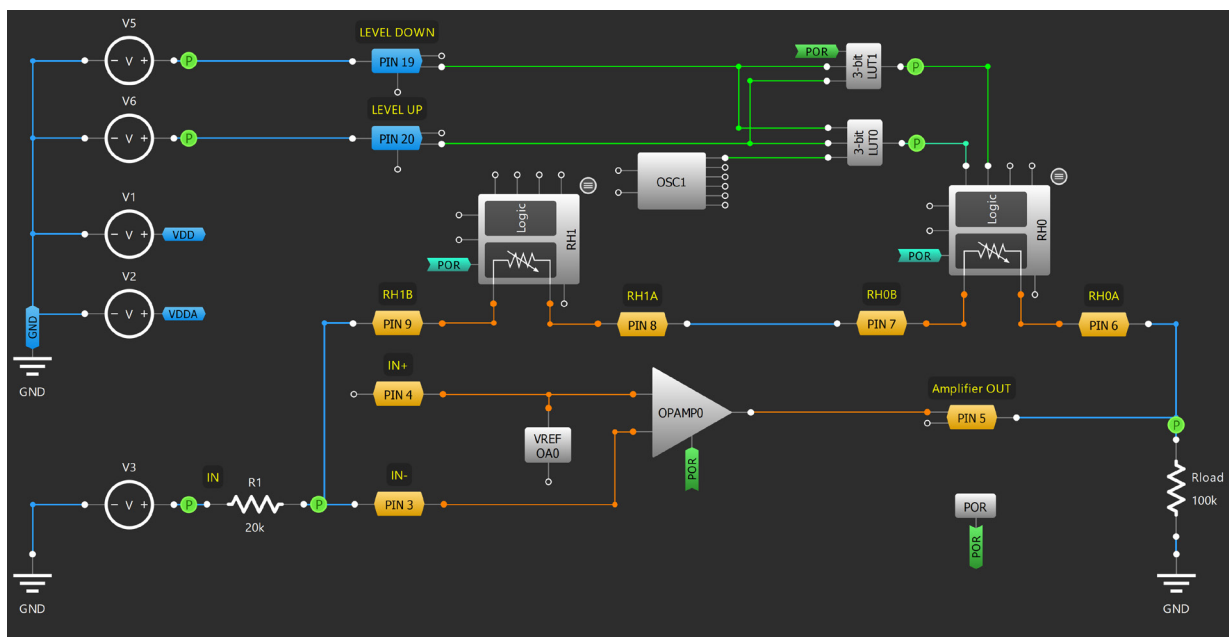 V5
LEVEL DOWN
- V +
P
PIN 19
POR
3-bit LUT1
P
V6
LEVEL UP
- V +
P
PIN 20
3-bit LUT0
P
OSC1
Logic
RH1
Logic
RH0
V1
- V +
VDD
POR
POR
V2
- V +
VDDA
GND
GND
RH1B
PIN 9
RH1A
PIN 8
RH0B
PIN 7
RH0A
PIN 6
IN+
PIN 4
OPAMP0
Amplifier OUT
PIN 5
P
VREF
OA0
POR
V3
- V +
P
IN
R1
20k
P
IN-
PIN 3
POR
POR
Rload
100k
GND
GND